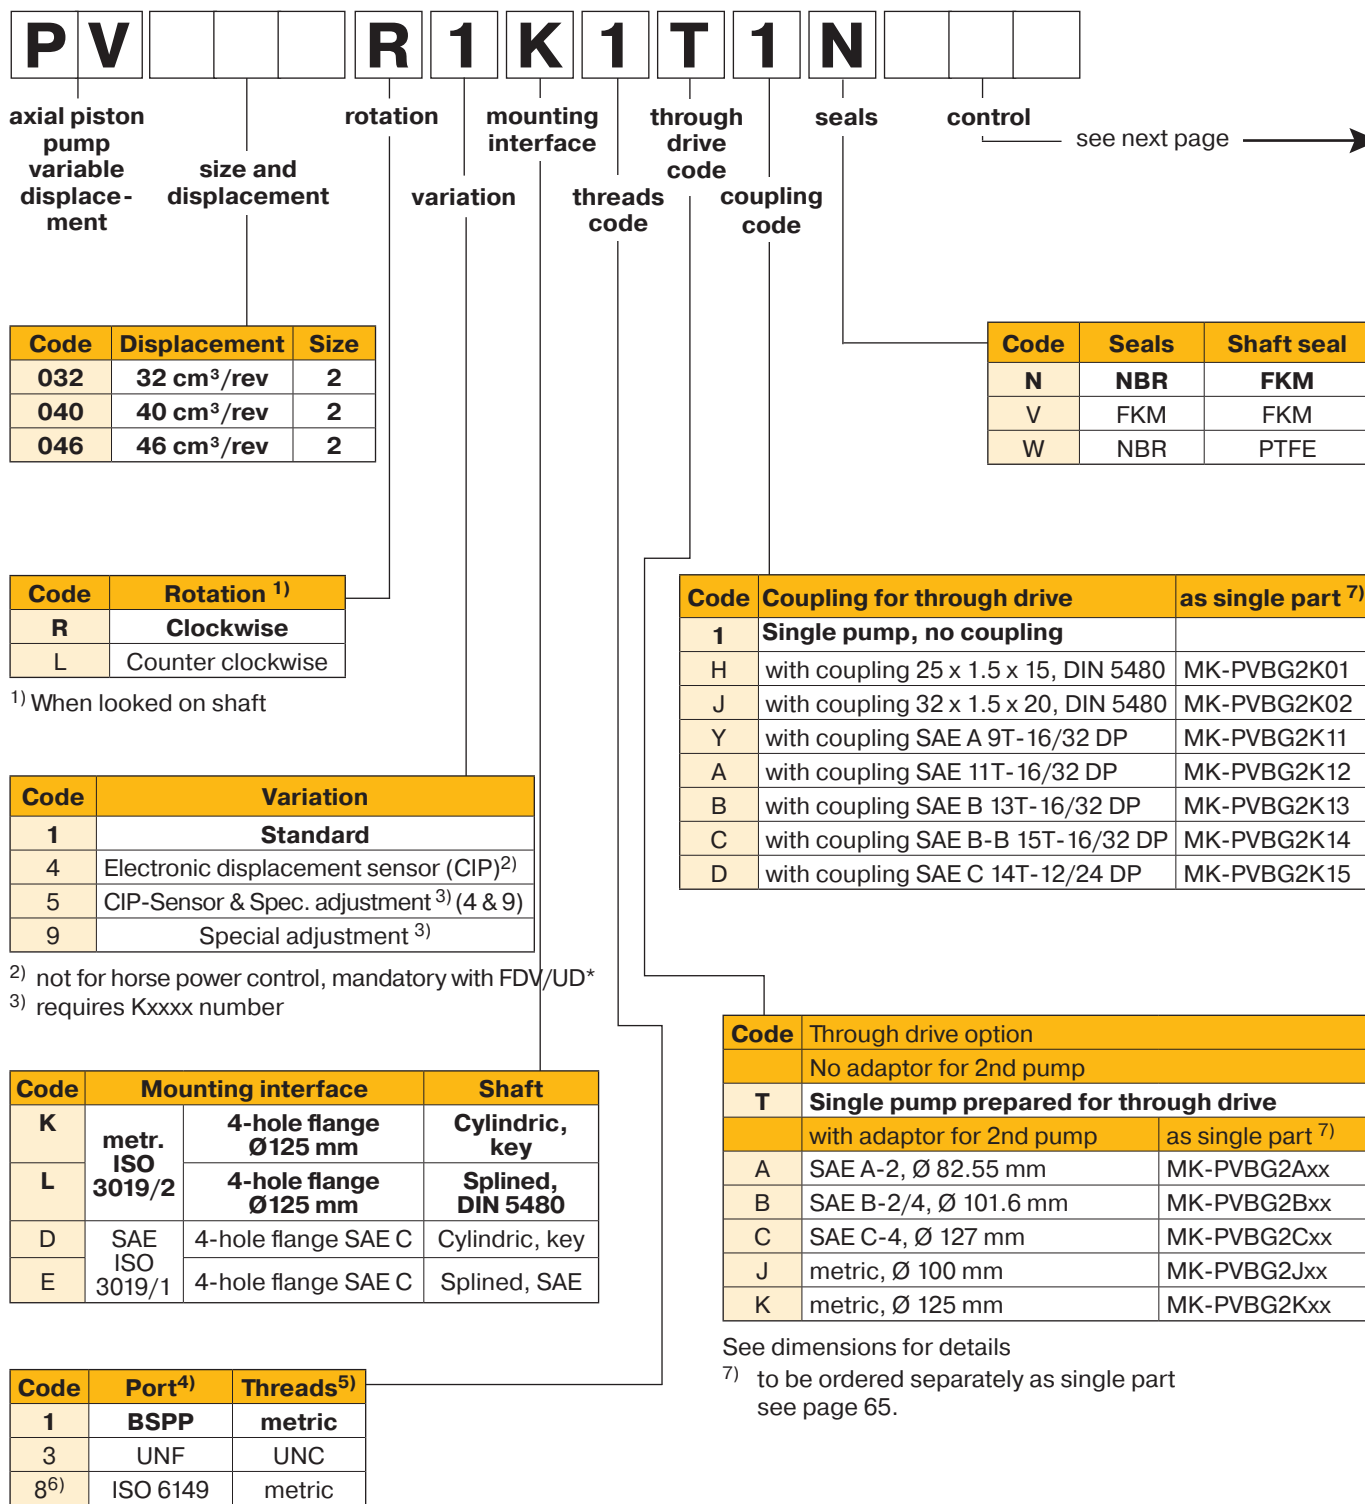 PV R1K1T1N
axial piston
pump
variable
displace-
ment
size and
displacement
rotation
variation
mounting
interface
threads
code
through
drive
code
coupling
code
seals
control
see next page
Code Displacement Size
032 32 cm³/rev 2
040 40 cm³/rev 2
046 46 cm³/rev 2
Code Seals Shaft seal
N NBR FKM
V FKM FKM
W NBR PTFE
Code Rotation 1)
R Clockwise
L Counter clockwise
1) When looked on shaft
Code Coupling for through drive as single part 7)
1 Single pump, no coupling
H with coupling 25 x 1.5 x 15, DIN 5480 MK-PVBG2K01
J with coupling 32 x 1.5 x 20, DIN 5480 MK-PVBG2K02
Y with coupling SAE A 9T-16/32 DP MK-PVBG2K11
A with coupling SAE 11T-16/32 DP MK-PVBG2K12
B with coupling SAE B 13T-16/32 DP MK-PVBG2K13
C with coupling SAE B-B 15T-16/32 DP MK-PVBG2K14
D with coupling SAE C 14T-12/24 DP MK-PVBG2K15
Code Variation
1 Standard
4 Electronic displacement sensor (CIP)2)
5 CIP-Sensor & Spec. adjustment 3) (4 & 9)
9 Special adjustment 3)
2) not for horse power control, mandatory with FDV/UD*
3) requires Kxxxx number
Code Mounting interface Shaft
K metr. ISO 3019/2 4-hole flange Ø125 mm Cylindric, key
L 4-hole flange Ø125 mm Splined, DIN 5480
D SAE ISO 3019/1 4-hole flange SAE C Cylindric, key
E 4-hole flange SAE C Splined, SAE
Code Through drive option
No adaptor for 2nd pump
T Single pump prepared for through drive
with adaptor for 2nd pump as single part 7)
A SAE A-2, Ø 82.55 mm MK-PVBG2Axx
B SAE B-2/4, Ø 101.6 mm MK-PVBG2Bxx
C SAE C-4, Ø 127 mm MK-PVBG2Cxx
J metric, Ø 100 mm MK-PVBG2Jxx
K metric, Ø 125 mm MK-PVBG2Kxx
See dimensions for details
7) to be ordered separately as single part
see page 65.
Code Port4) Threads5)
1 BSPP metric
3 UNF UNC
86) ISO 6149 metric